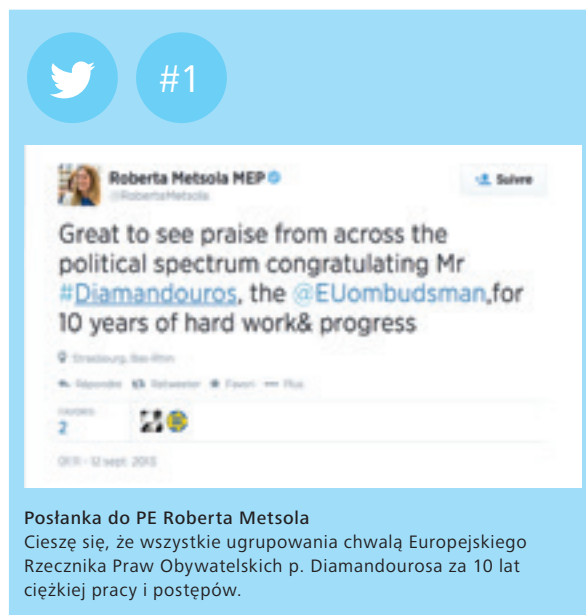 #1
Roberta Metsola MEP
@RobertaMetsola
Suivre
Great to see praise from across the
political spectrum congratulating Mr
#Diamandouros, the @EUombudsman,for
10 years of hard work& progress
Strasbourg, Bas-Rhin
Répondre Retweeter Favori Plus
FAVORIS
2
12 sept. 2013
Posłanka do PE Roberta Metsola
Cieszę się, że wszystkie ugrupowania chwalą Europejskiego
Rzecznika Praw Obywatelskich p. Diamandourosa za 10 lat
ciężkiej pracy i postępów.